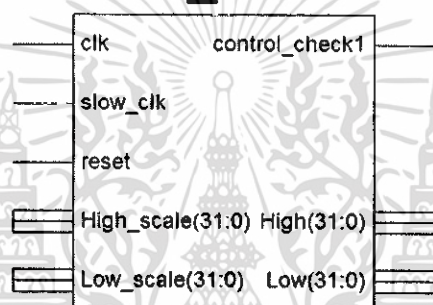 clk control_check1
slow_clk
reset
High_scale(31:0) High(31:0)
Low_scale(31:0) Low(31:0)